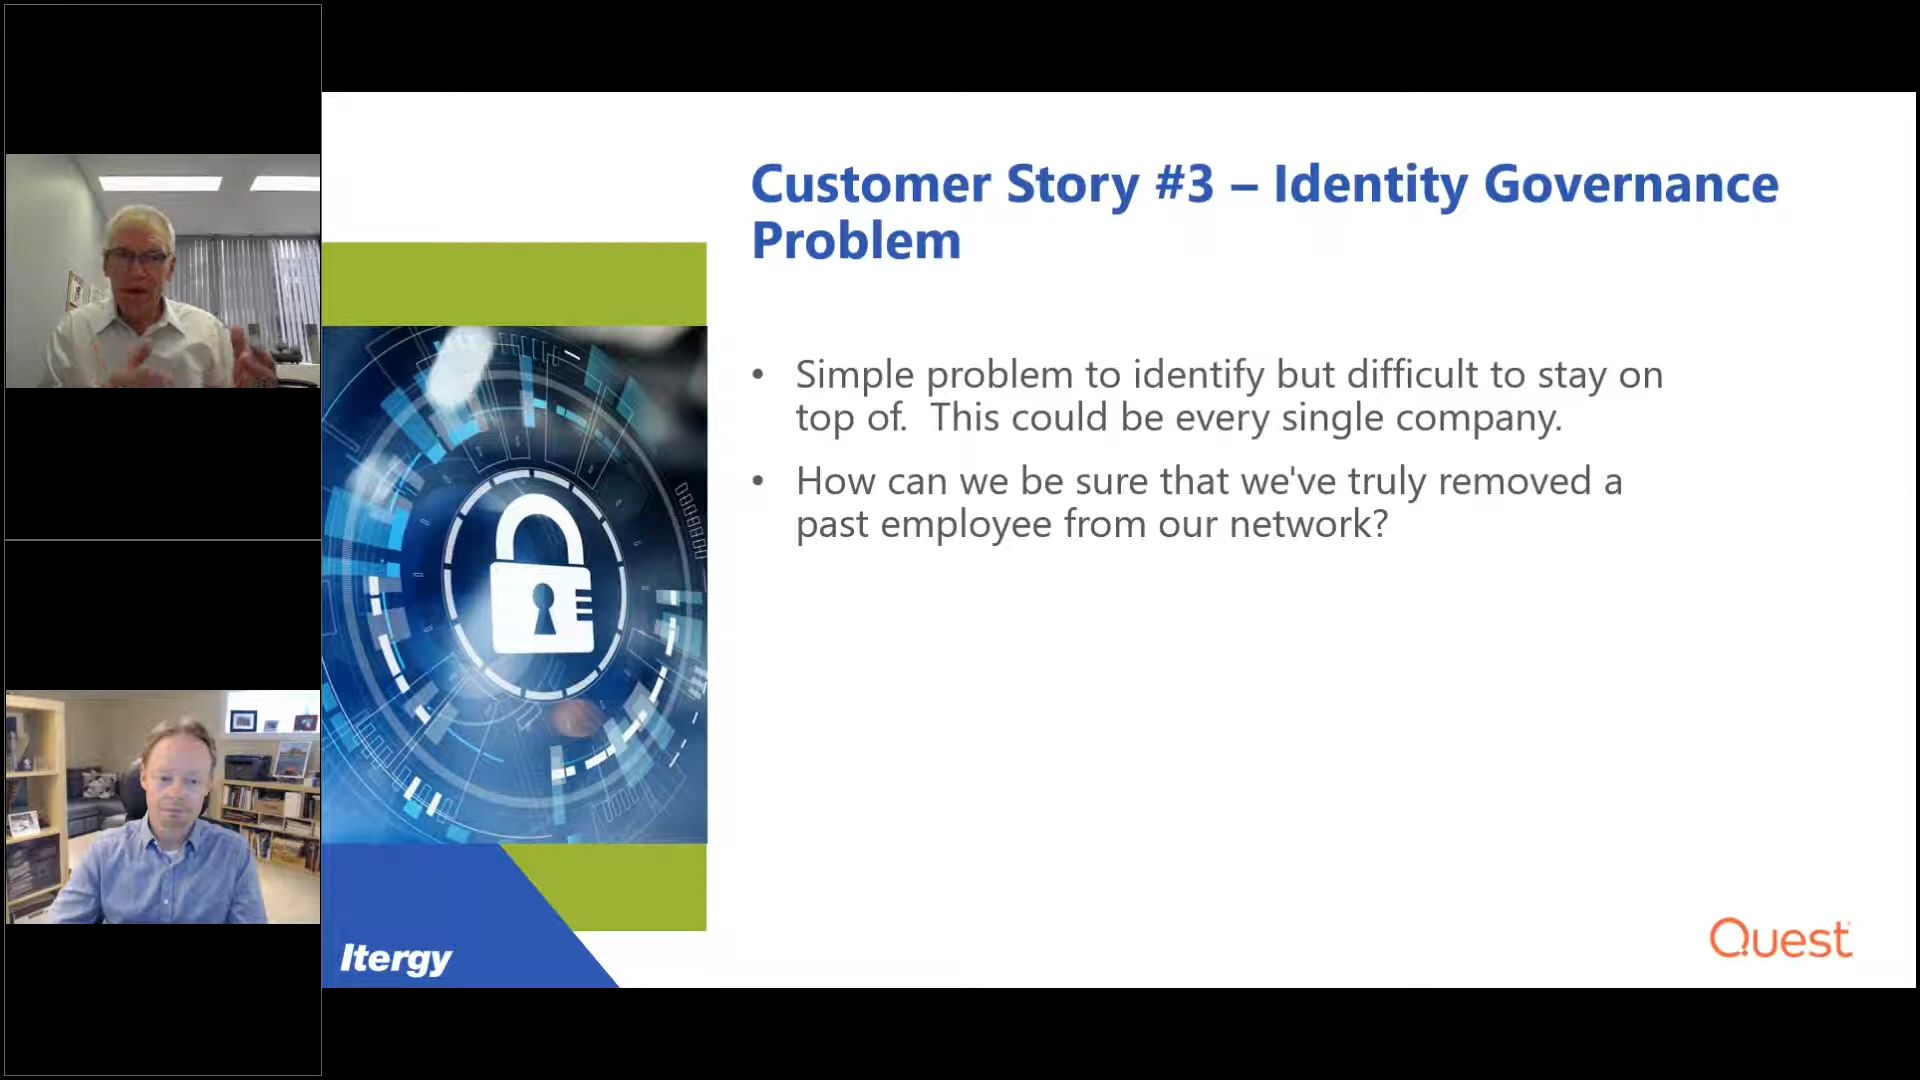 Customer Story #3 – Identity Governance
Problem
• Simple problem to identify but difficult to stay on
top of.  This could be every single company.
• How can we be sure that we've truly removed a
past employee from our network?
Itergy
Quest